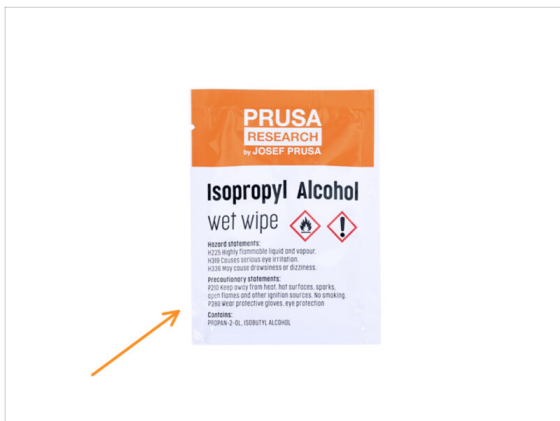 PRUSA
RESEARCH
by JOSEF PRUSA
Isopropyl Alcohol
wet wipe
Hazard statements:
H225 Highly flammable liquid and vapour.
H319 Causes serious eye irritation.
H336 May cause drowsiness or dizziness.
Precautionary statements:
P210 Keep away from heat, hot surfaces, sparks,
open flames and other ignition sources. No smoking.
P280 Wear protective gloves, eye protection
Contains:
PROPAN-2-OL, ISOBUTYL ALCOHOL